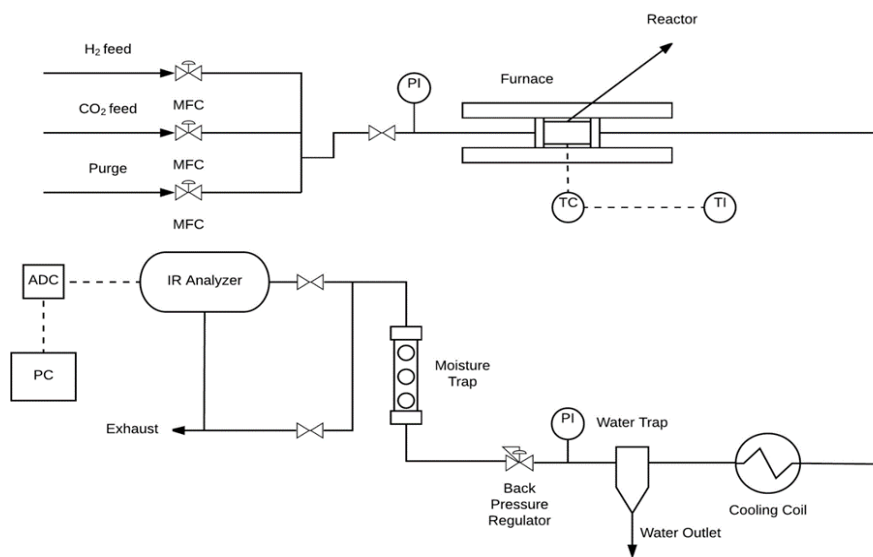 Reactor
H₂ feed
PI
Furnace
MFC
CO₂ feed
MFC
Purge
TC
TI
MFC
ADC
IR Analyzer
PC
Moisture
Trap
Exhaust
PI
Water Trap
Back
Pressure
Regulator
Cooling Coil
Water Outlet